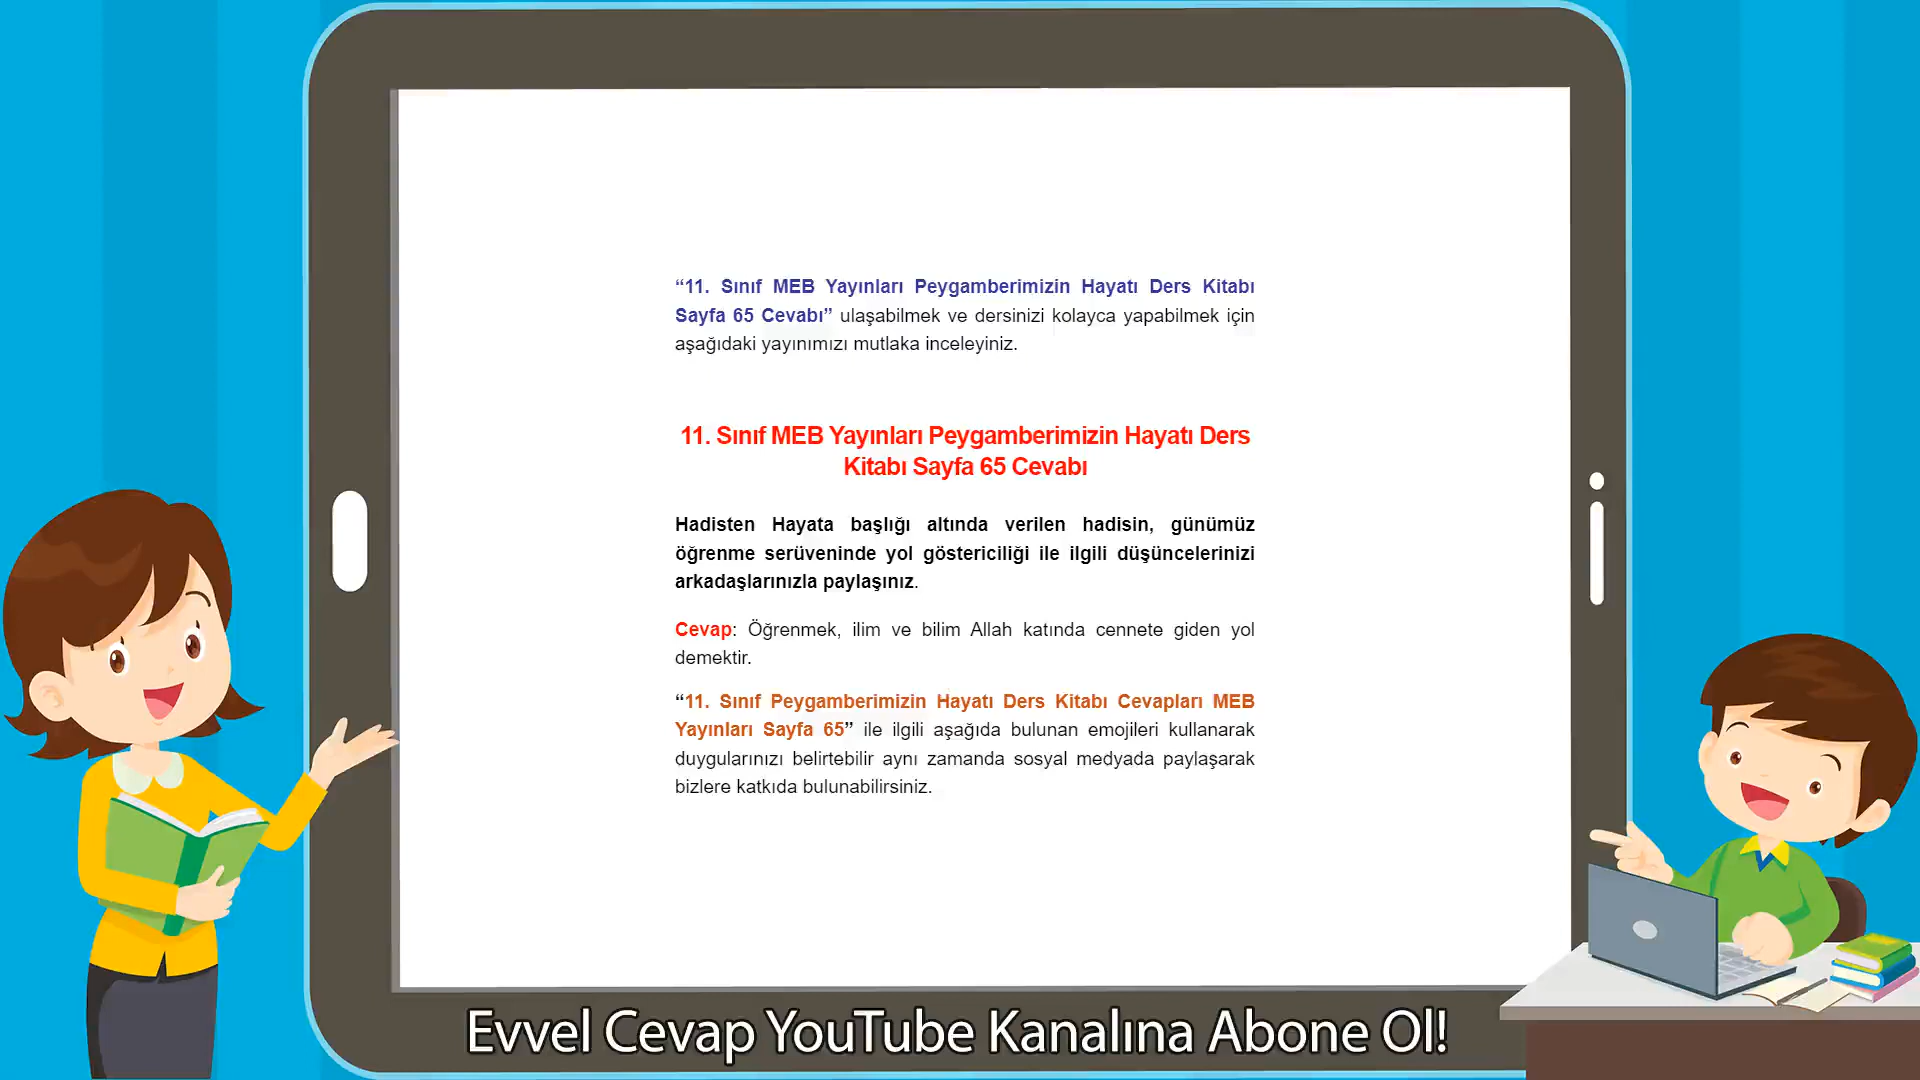 “11. Sınıf MEB Yayınları Peygamberimizin Hayatı Ders Kitabı
Sayfa 65 Cevabı” ulaşabilmek ve dersinizi kolayca yapabilmek için
aşağıdaki yayınımızı mutlaka inceleyiniz.
11. Sınıf MEB Yayınları Peygamberimizin Hayatı Ders
Kitabı Sayfa 65 Cevabı
Hadisten Hayata başlığı altında verilen hadisin, günümüz
öğrenme serüveninde yol göstericiliği ile ilgili düşüncelerinizi
arkadaşlarınızla paylaşınız.
Cevap: Öğrenmek, ilim ve bilim Allah katında cennete giden yol
demektir.
“11. Sınıf Peygamberimizin Hayatı Ders Kitabı Cevapları MEB
Yayınları Sayfa 65” ile ilgili aşağıda bulunan emojileri kullanarak
duygularınızı belirtebilir aynı zamanda sosyal medyada paylaşarak
bizlere katkıda bulunabilirsiniz.
Evvel Cevap YouTube Kanalına Abone Ol!